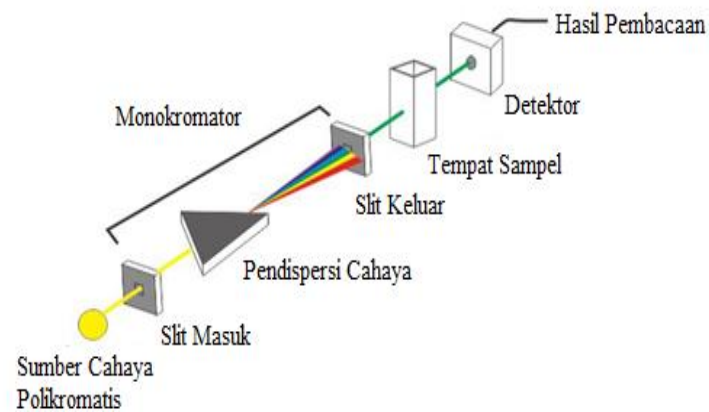 Hasil Pembacaan
Detektor
Monokromator
Tempat Sampel
Slit Keluar
Pendispersi Cahaya
Slit Masuk
Sumber Cahaya
Polikromatis